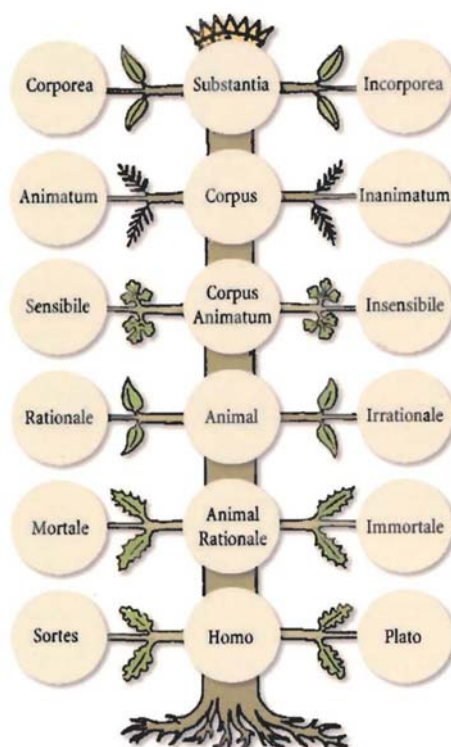 Corporea Substantia Incorporea
Animatum Corpus Inanimatum
Sensibile Corpus Animatum Insensibile
Rationale Animal Irrationale
Mortale Animal Rationale Immortale
Sortes Homo Plato